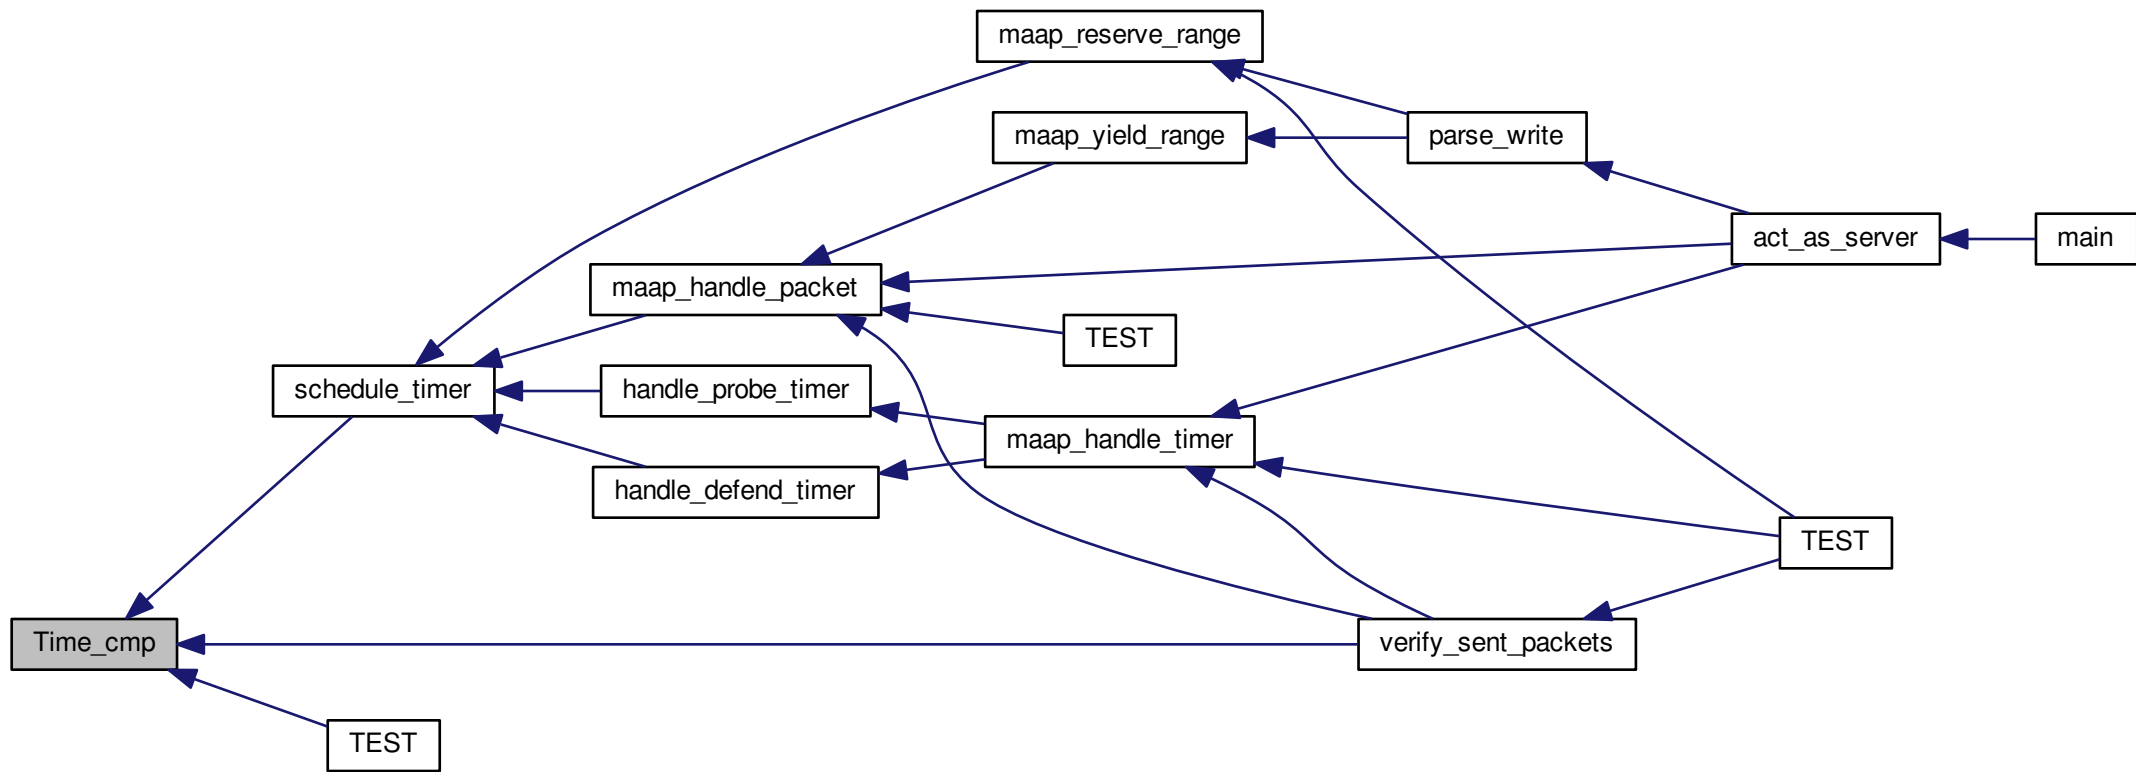 maap_reserve_range
maap_yield_range
parse_write
act_as_server
main
maap_handle_packet
TEST
schedule_timer
handle_probe_timer
maap_handle_timer
handle_defend_timer
TEST
Time_cmp
verify_sent_packets
TEST